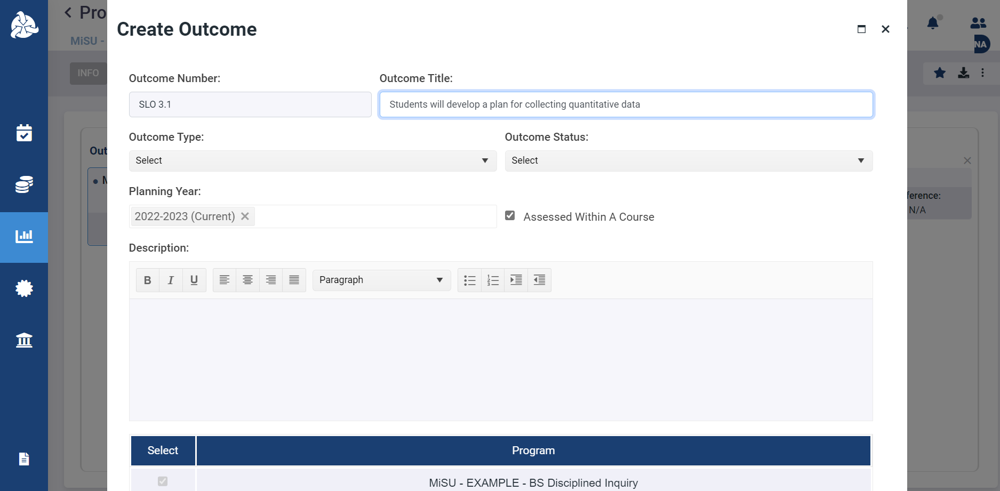 Pro
MiSU -
Create Outcome
NA
INFO
Outcome Number:
Outcome Title:
SLO 3.1
Students will develop a plan for collecting quantitative data
Outcome Type:
Outcome Status:
Out
Select
Select
Planning Year:
ference:
N/A
2022-2023 (Current)
Assessed Within A Course
Description:
B I U
Paragraph
Select
Program
MiSU - EXAMPLE - BS Disciplined Inquiry